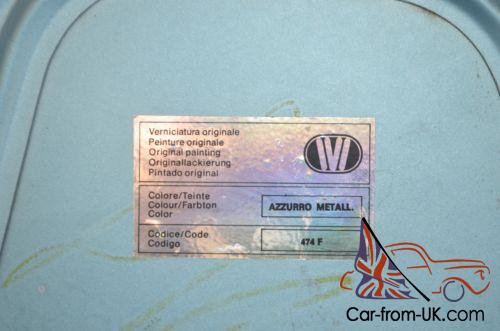 Verniciatura originale
Peinture originale
Original painting
Originallackierung
Pintado original
Colore/Teinte
Colour/Farbton
Color
AZZURRO METALL.
Codice/Code
Codigo
474 F
Car-from-UK.com